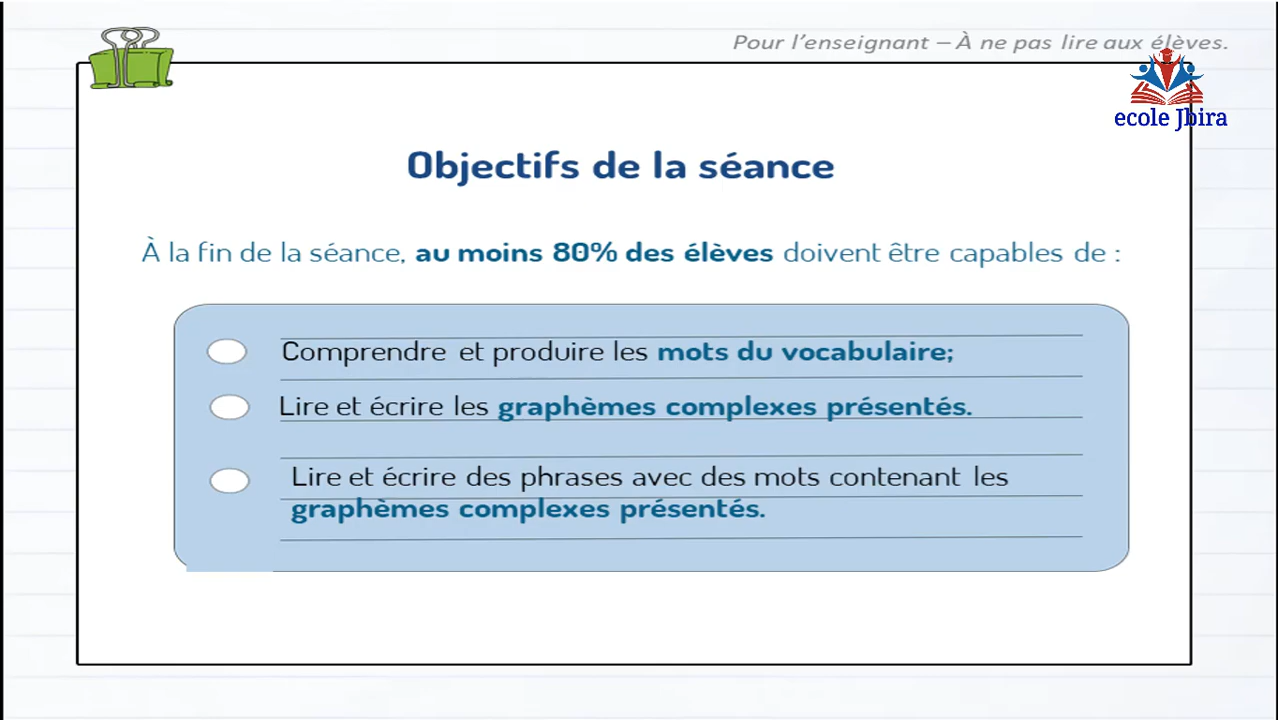 Pour l'enseignant – À ne pas lire aux élèves.
ecole Jbira
Objectifs de la séance
À la fin de la séance, au moins 80% des élèves doivent être capables de :
Comprendre et produire les mots du vocabulaire;
Lire et écrire les graphèmes complexes présentés.
Lire et écrire des phrases avec des mots contenant les
graphèmes complexes présentés.